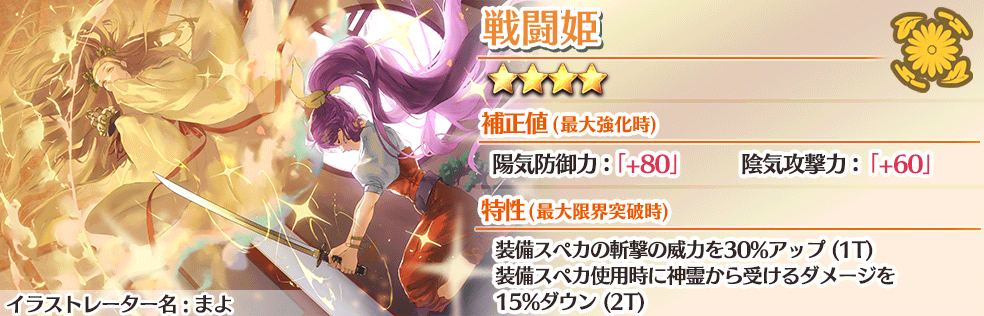 戦闘姫
補正値 (最大強化時)
陽気防御力：「+80」 陰気攻撃力：「+60」
特性 (最大限界突破時)
装備スペカの斬撃の威力を30%アップ (1T)
装備スペカ使用時に神霊から受けるダメージを
15%ダウン (2T)
イラストレーター名 : まよ